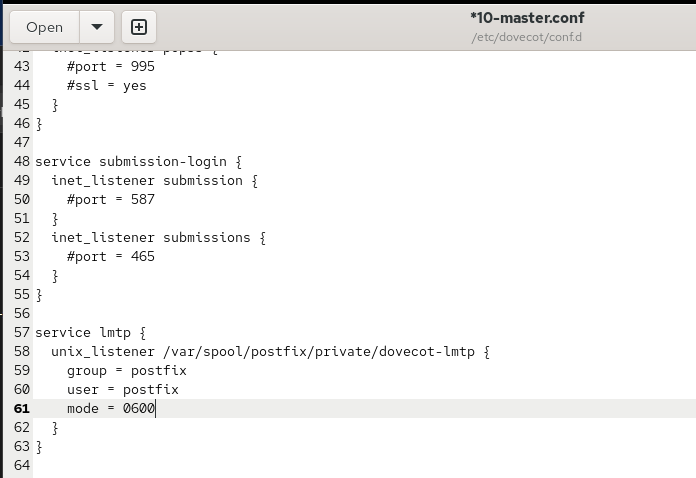 Open
*10-master.conf
/etc/dovecot/conf.d
43     #port = 995
44     #ssl = yes
45   }
46 }
47
48 service submission-login {
49   inet_listener submission {
50     #port = 587
51   }
52   inet_listener submissions {
53     #port = 465
54   }
55 }
56
57 service lmtp {
58   unix_listener /var/spool/postfix/private/dovecot-lmtp {
59     group = postfix
60     user = postfix
61     mode = 0600
62   }
63 }
64